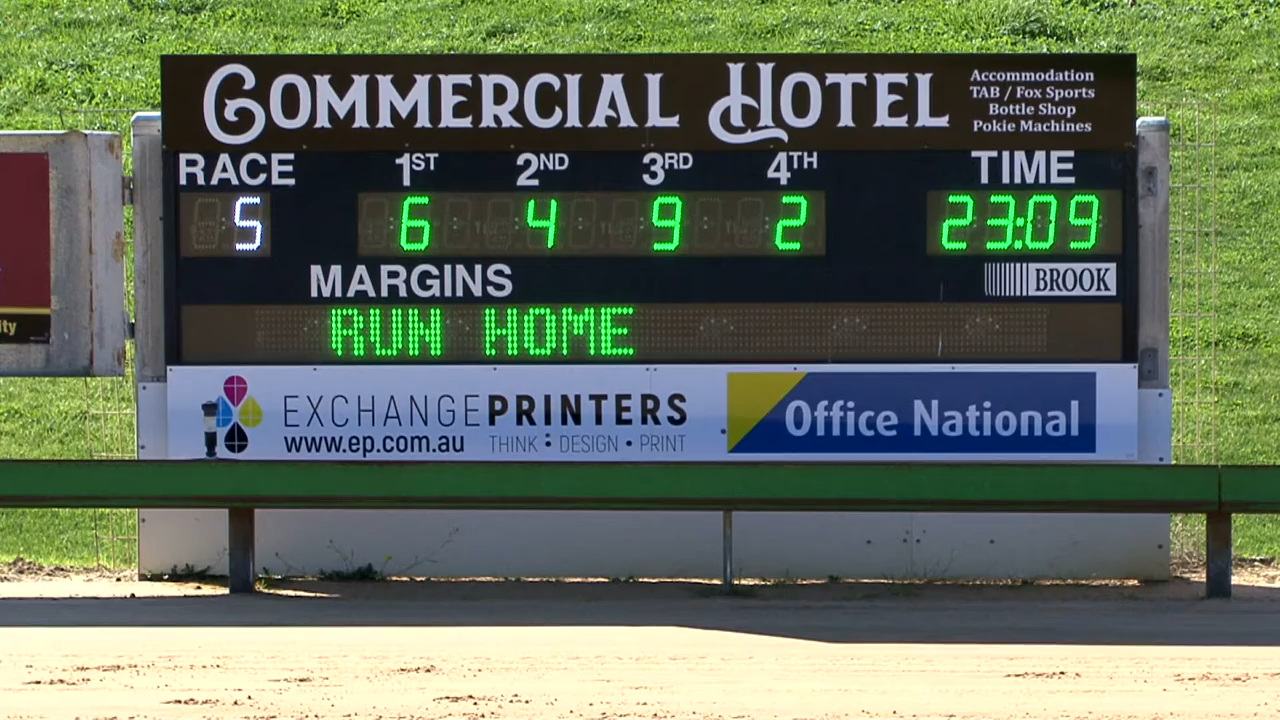 COMMERCIAL HOTEL
Accommodation
TAB / Fox Sports
Bottle Shop
Pokie Machines
RACE 1ST 2ND 3RD 4TH TIME
5 6 4 9 2 23:09
MARGINS
BROOK
RUN HOME
ity
EXCHANGEPRINTERS
www.ep.com.au THINK : DESIGN • PRINT
Office National